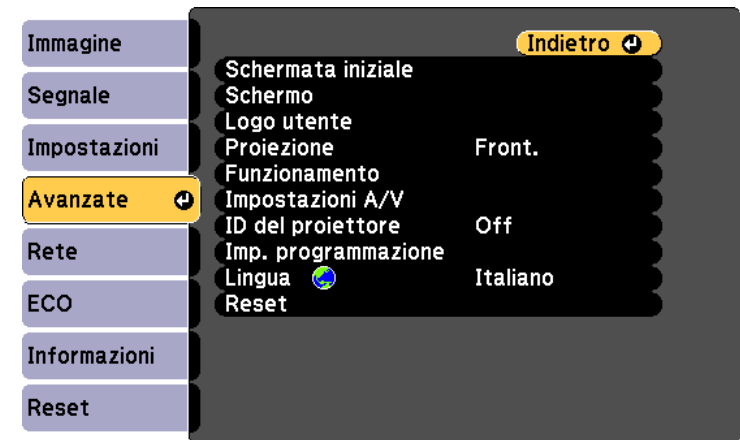 Immagine
Segnale
Impostazioni
Avanzate
Rete
ECO
Informazioni
Reset
Indietro
Schermata iniziale
Schermo
Logo utente
Proiezione Front.
Funzionamento
Impostazioni A/V
ID del proiettore Off
Imp. programmazione
Lingua Italiano
Reset